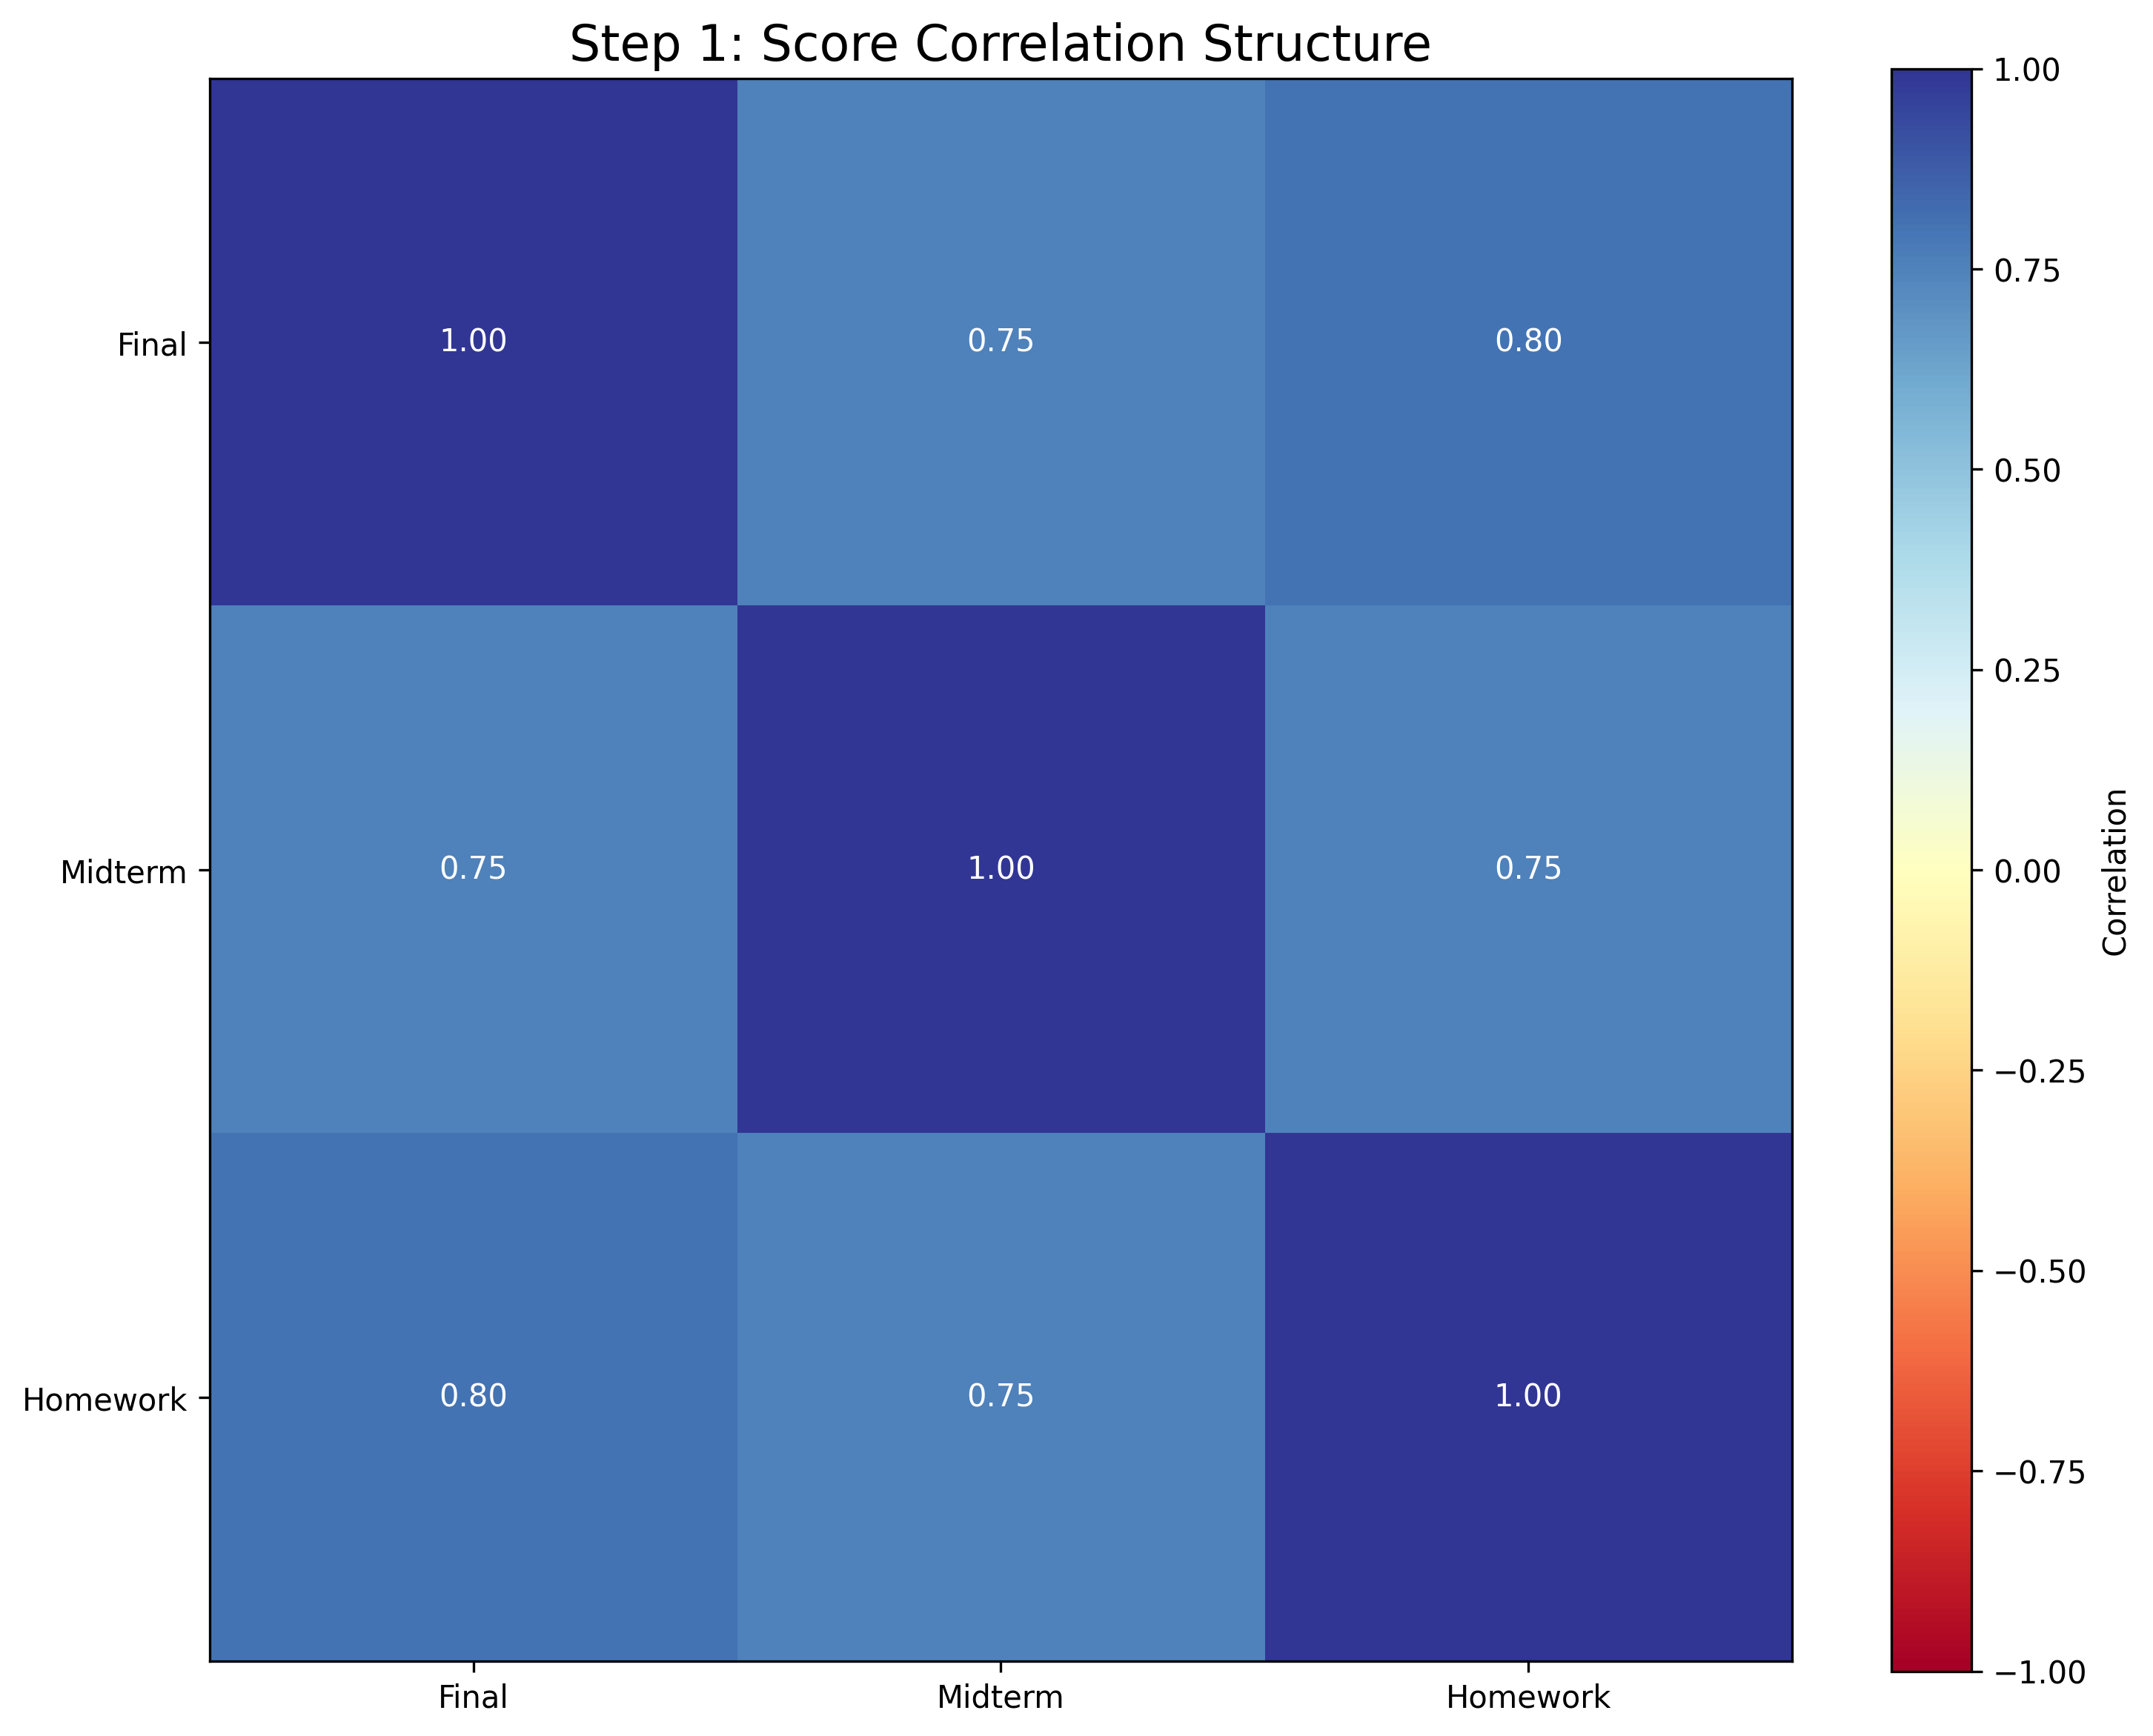 Step 1: Score Correlation Structure
Final
1.00
0.75
0.80
Midterm
0.75
1.00
0.75
Homework
0.80
0.75
1.00
Final
Midterm
Homework
1.00
0.75
0.50
0.25
0.00
−0.25
−0.50
−0.75
−1.00
Correlation